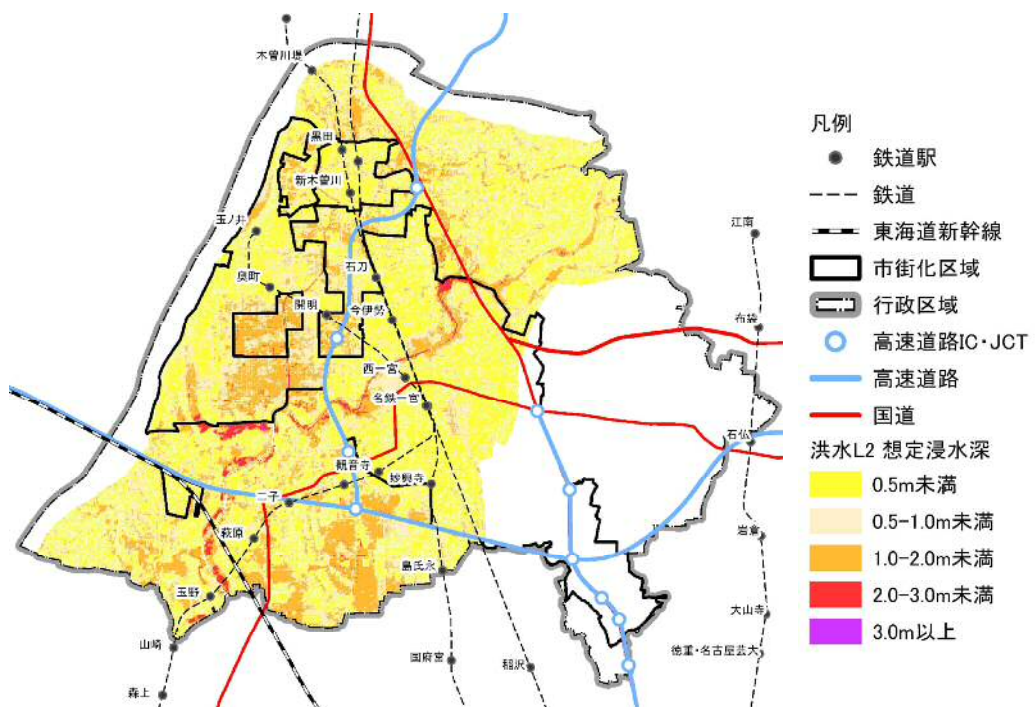 木曽川堤
黒田
新木曽川
玉ノ井
奥町
石刀
開明
今伊勢
西一宮
名鉄一宮
観音寺
妙興寺
二子
萩原
島氏永
玉野
山崎
森上
国府宮
稲沢
江南
布袋
石仏
岩倉
大山寺
徳重・名古屋芸大
凡例
鉄道駅
鉄道
東海道新幹線
市街化区域
行政区域
高速道路IC・JCT
高速道路
国道
洪水L2 想定浸水深
0.5m未満
0.5-1.0m未満
1.0-2.0m未満
2.0-3.0m未満
3.0m以上